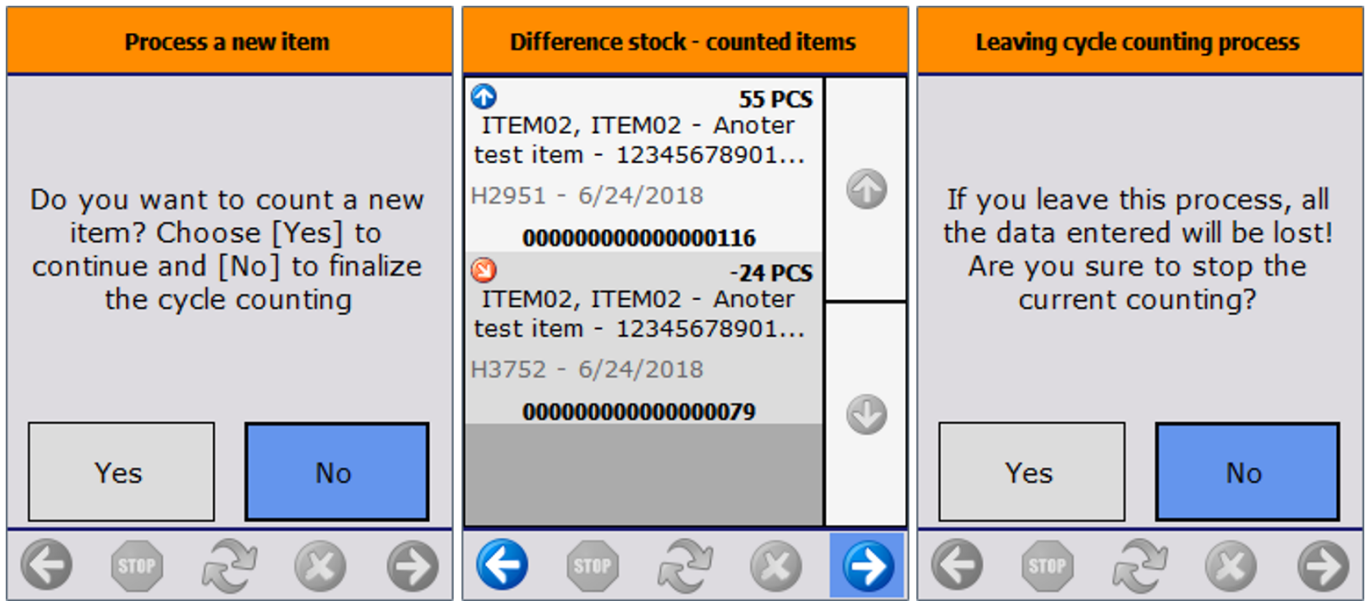 Process a new item
Do you want to count a new
item? Choose [Yes] to
continue and [No] to finalize
the cycle counting
Yes
No
STOP
Difference stock - counted items
55 PCS
ITEM02, ITEM02 - Anoter
test item - 12345678901...
H2951 - 6/24/2018
000000000000000116
-24 PCS
ITEM02, ITEM02 - Anoter
test item - 12345678901...
H3752 - 6/24/2018
000000000000000079
STOP
Leaving cycle counting process
If you leave this process, all
the data entered will be lost!
Are you sure to stop the
current counting?
Yes
No
STOP